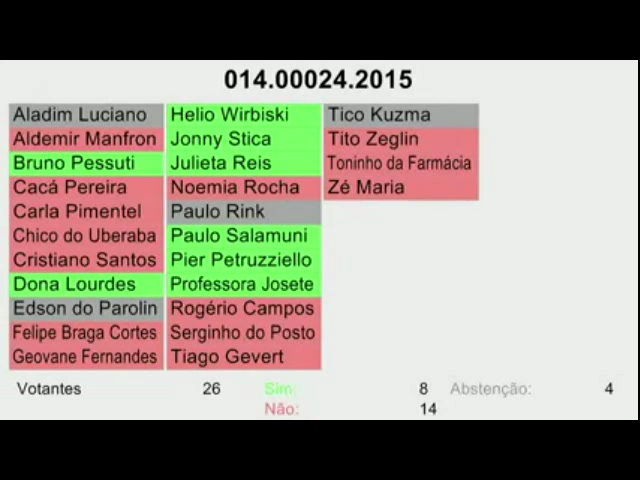 014.00024.2015
Aladim Luciano Helio Wirbiski Tico Kuzma
Aldemir Manfron Jonny Stica Tito Zeglin
Bruno Pessuti Julieta Reis Toninho da Farmácia
Cacá Pereira Noemia Rocha Zé Maria
Carla Pimentel Paulo Rink
Chico do Uberaba Paulo Salamuni
Cristiano Santos Pier Petruzziello
Dona Lourdes Professora Josete
Edson do Parolin Rogério Campos
Felipe Braga Cortes Serginho do Posto
Geovane Fernandes Tiago Gevert
Votantes 26 Sim: 8 Abstenção: 4
Não: 14